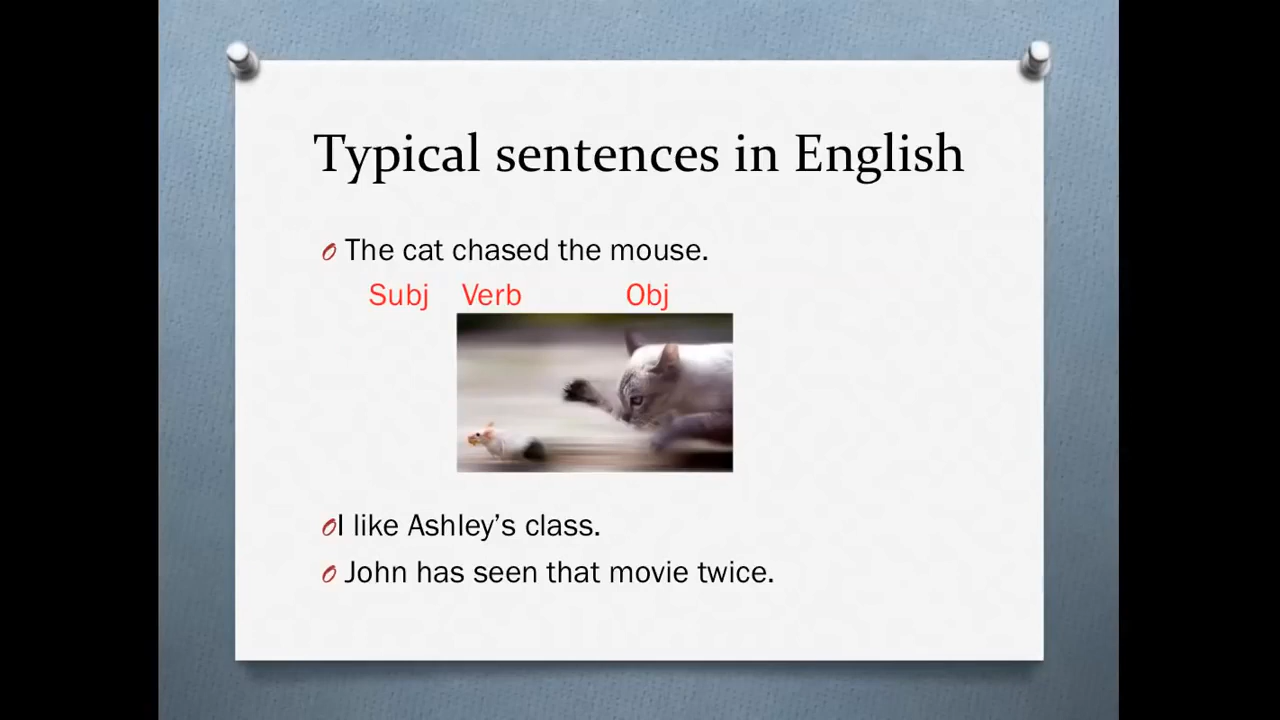 Typical sentences in English
The cat chased the mouse.
Subj Verb Obj
I like Ashley’s class.
John has seen that movie twice.